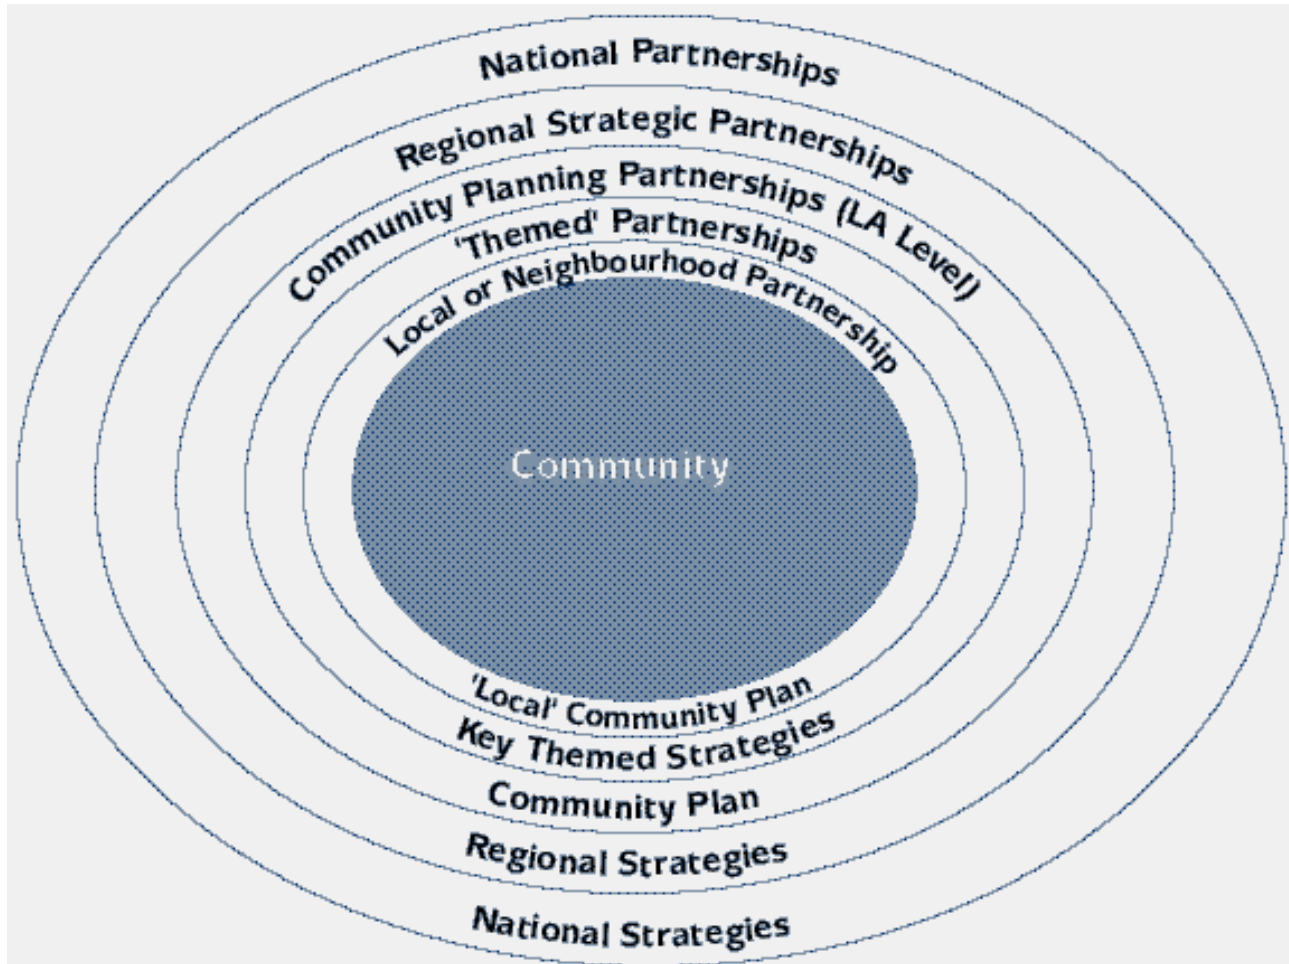 National Partnerships
Regional Strategic Partnerships
Community Planning Partnerships (LA Level)
'Themed' Partnerships
Local or Neighbourhood Partnership
Community
'Local' Community Plan
Key Themed Strategies
Community Plan
Regional Strategies
National Strategies